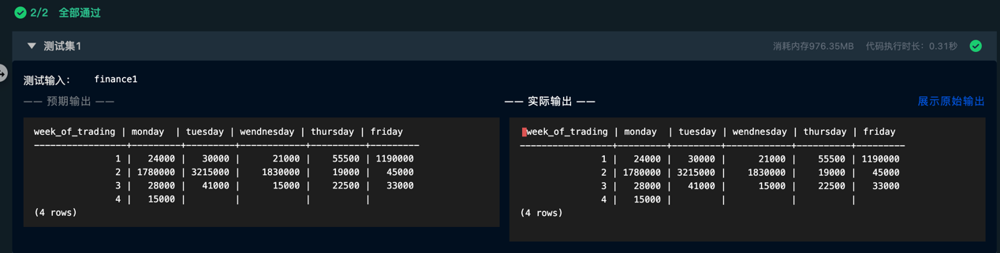 2/2 全部通过
测试集1 消耗内存976.35MB 代码执行时长：0.31秒
测试输入： finance1
—— 预期输出 ——
week_of_trading | monday | tuesday | wendnesday | thursday | friday
-----------------+---------+---------+------------+----------+---------
1 | 24000 | 30000 | 21000 | 55500 | 1190000
2 | 1780000 | 3215000 | 1830000 | 19000 | 45000
3 | 28000 | 41000 | 15000 | 22500 | 33000
4 | 15000 | | | |
(4 rows)
—— 实际输出 —— 展示原始输出
week_of_trading | monday | tuesday | wendnesday | thursday | friday
-----------------+---------+---------+------------+----------+---------
1 | 24000 | 30000 | 21000 | 55500 | 1190000
2 | 1780000 | 3215000 | 1830000 | 19000 | 45000
3 | 28000 | 41000 | 15000 | 22500 | 33000
4 | 15000 | | | |
(4 rows)